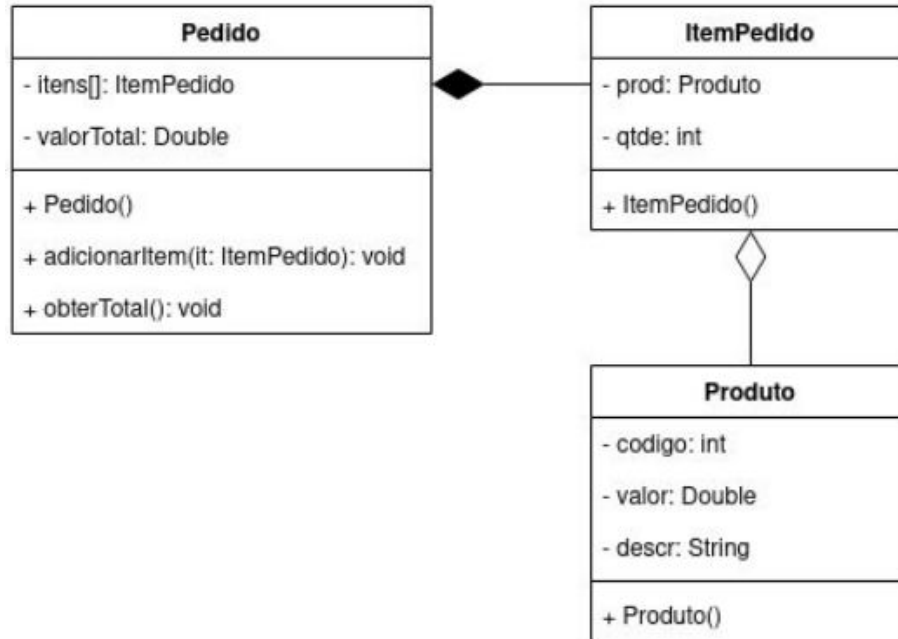 Pedido
- itens[]: ItemPedido
- valorTotal: Double
+ Pedido()
+ adicionarItem(it: ItemPedido): void
+ obterTotal(): void
ItemPedido
- prod: Produto
- qtde: int
+ ItemPedido()
Produto
- codigo: int
- valor: Double
- descr: String
+ Produto()